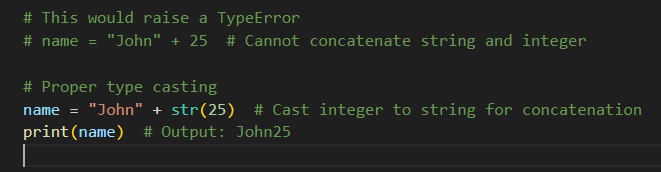 # This would raise a TypeError
# name = "John" + 25  # Cannot concatenate string and integer
# Proper type casting
name = "John" + str(25)  # Cast integer to string for concatenation
print(name)  # Output: John25